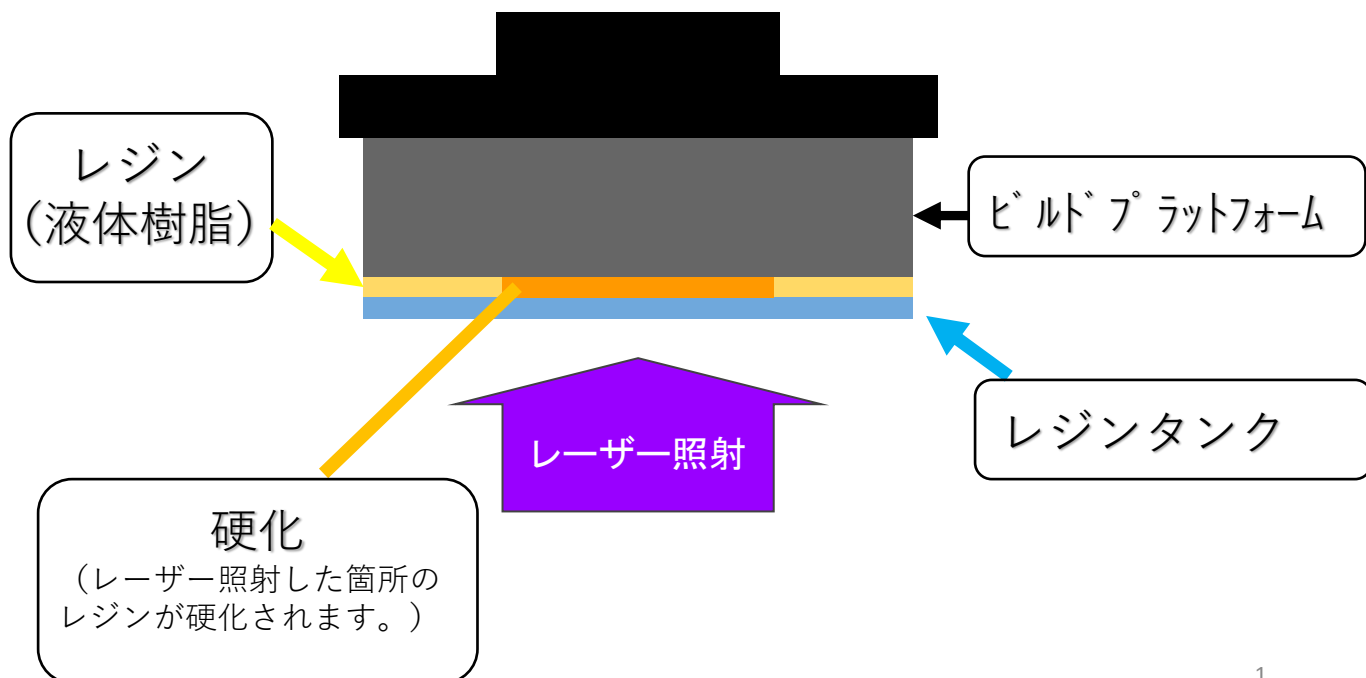 レジン
（液体樹脂）
ﾋﾞﾙﾄﾞﾌﾟﾗｯﾄﾌｫｰﾑ
レーザー照射
レジンタンク
硬化
（レーザー照射した箇所の
レジンが硬化されます。）
1